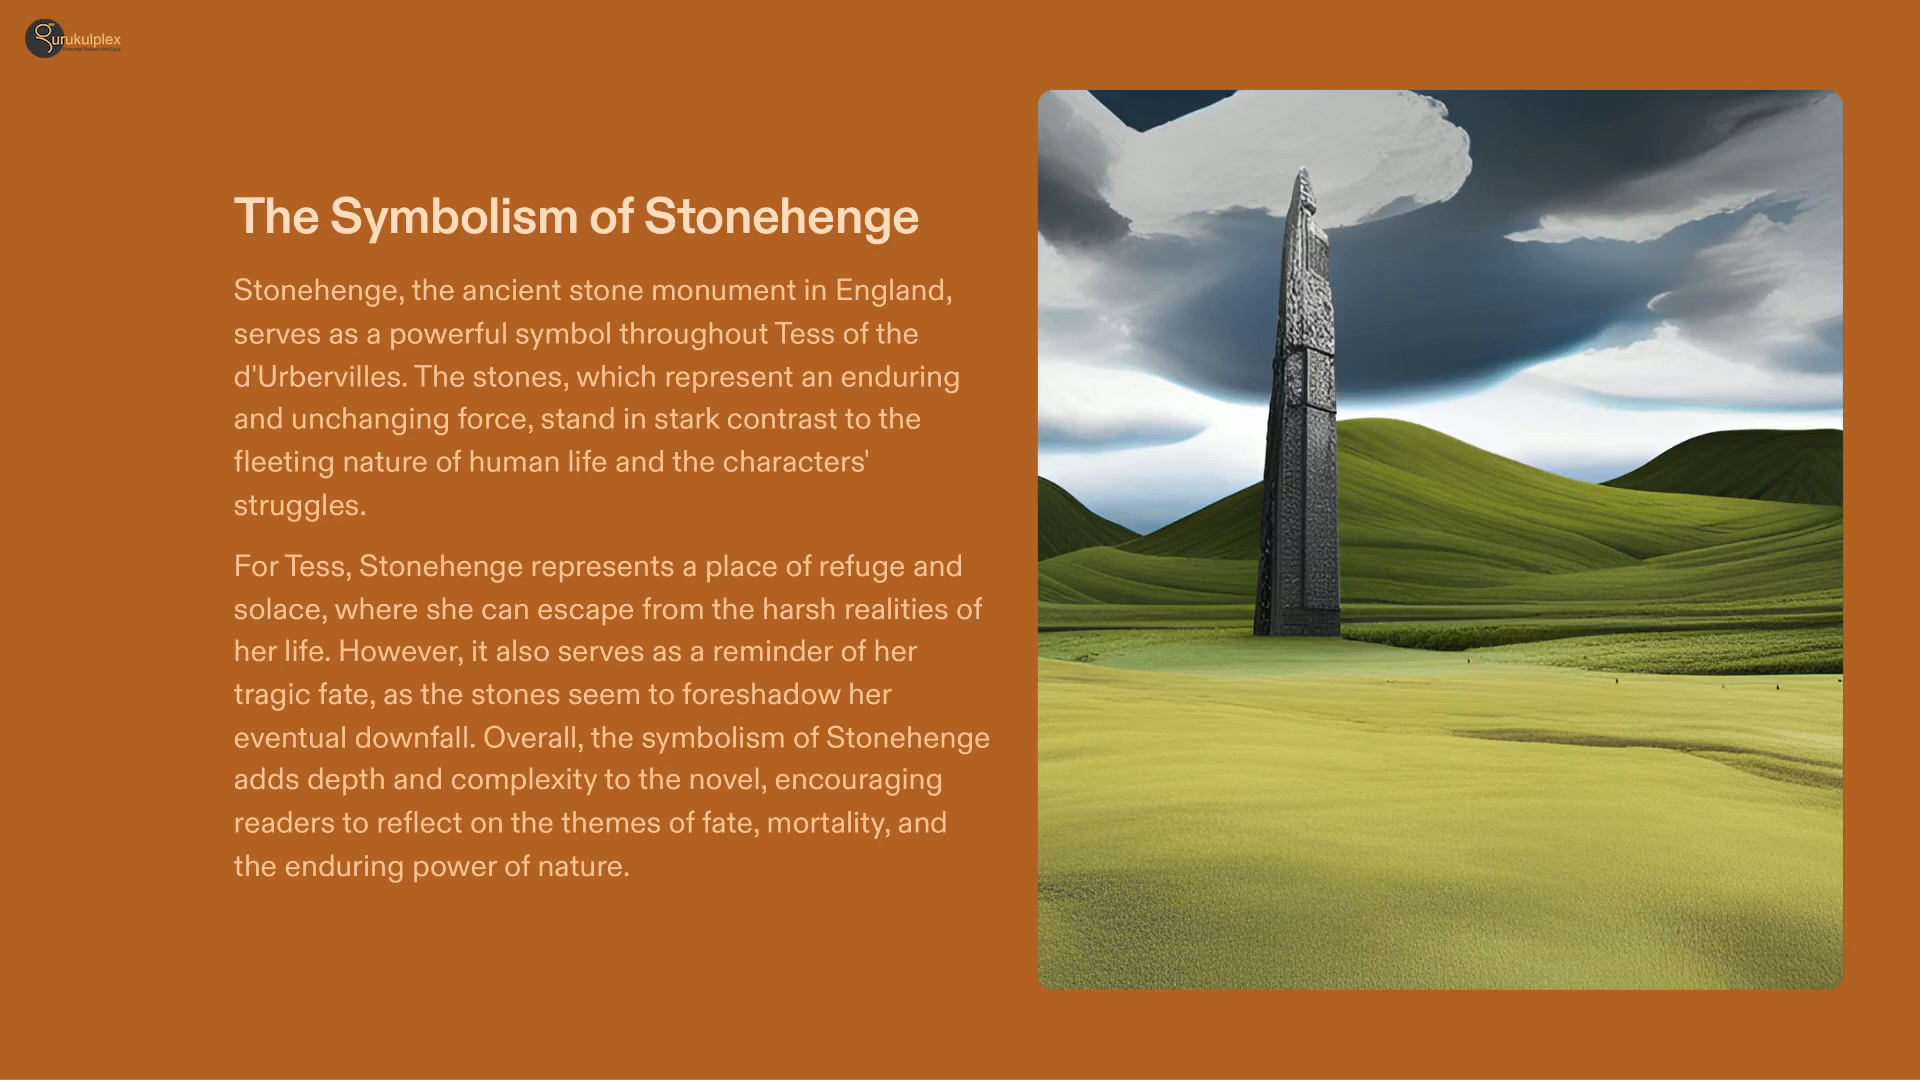 gurukulplex
The Symbolism of Stonehenge
Stonehenge, the ancient stone monument in England,
serves as a powerful symbol throughout Tess of the
d'Urbervilles. The stones, which represent an enduring
and unchanging force, stand in stark contrast to the
fleeting nature of human life and the characters'
struggles.
For Tess, Stonehenge represents a place of refuge and
solace, where she can escape from the harsh realities of
her life. However, it also serves as a reminder of her
tragic fate, as the stones seem to foreshadow her
eventual downfall. Overall, the symbolism of Stonehenge
adds depth and complexity to the novel, encouraging
readers to reflect on the themes of fate, mortality, and
the enduring power of nature.